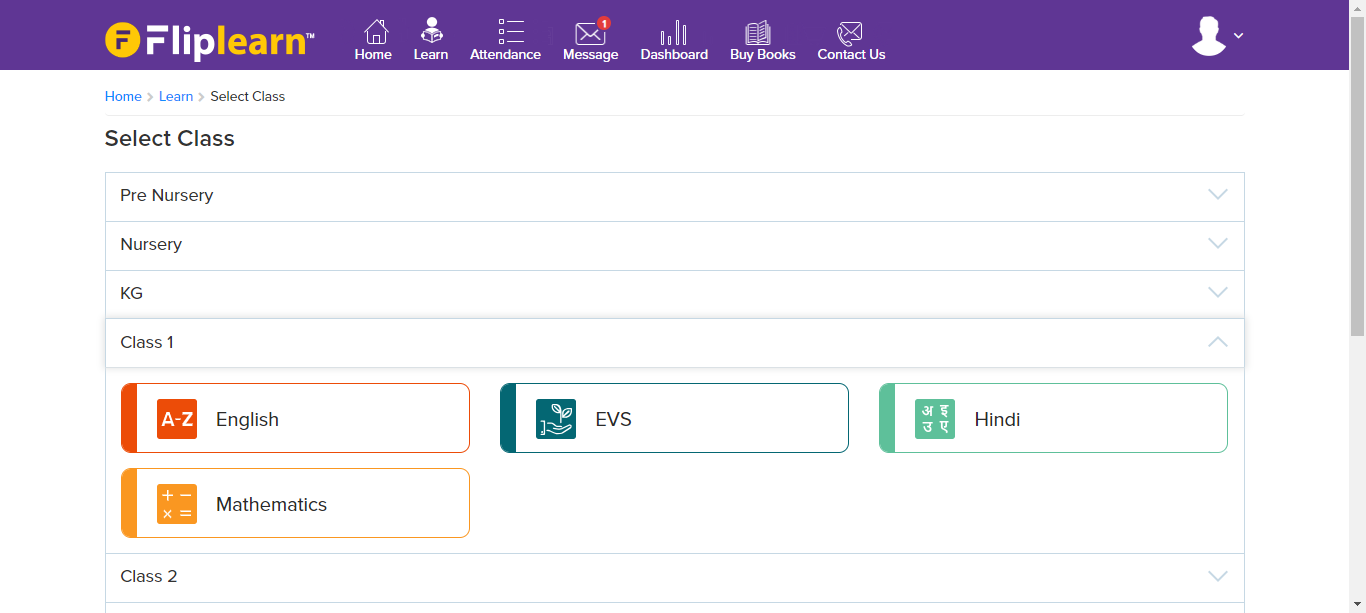 Fliplearn™
Home Learn Attendance Message 1 Dashboard Buy Books Contact Us
Home > Learn > Select Class
Select Class
Pre Nursery
Nursery
KG
Class 1
A-Z English
EVS
अ इ
उ ए
Hindi
+ −
× =
Mathematics
Class 2